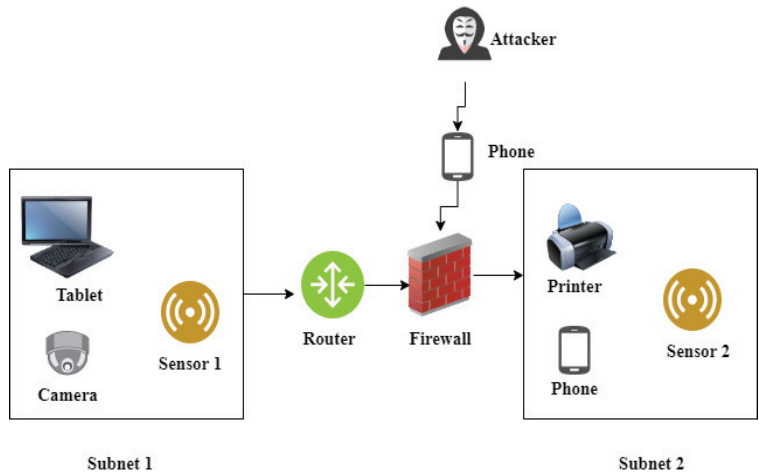 Attacker
Phone
Tablet
Sensor 1
Camera
Router
Firewall
Printer
Sensor 2
Phone
Subnet 1
Subnet 2